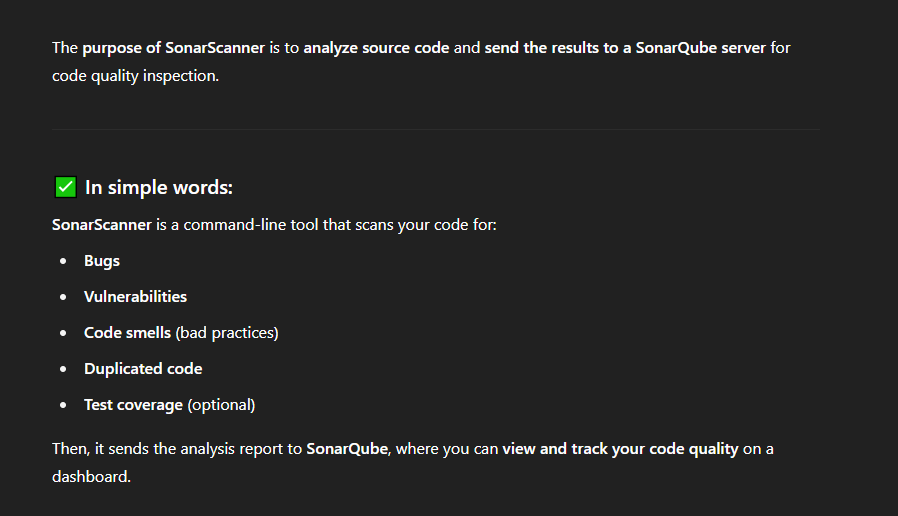 The purpose of SonarScanner is to analyze source code and send the results to a SonarQube server for
code quality inspection.
✅ In simple words:
SonarScanner is a command-line tool that scans your code for:
• Bugs
• Vulnerabilities
• Code smells (bad practices)
• Duplicated code
• Test coverage (optional)
Then, it sends the analysis report to SonarQube, where you can view and track your code quality on a
dashboard.